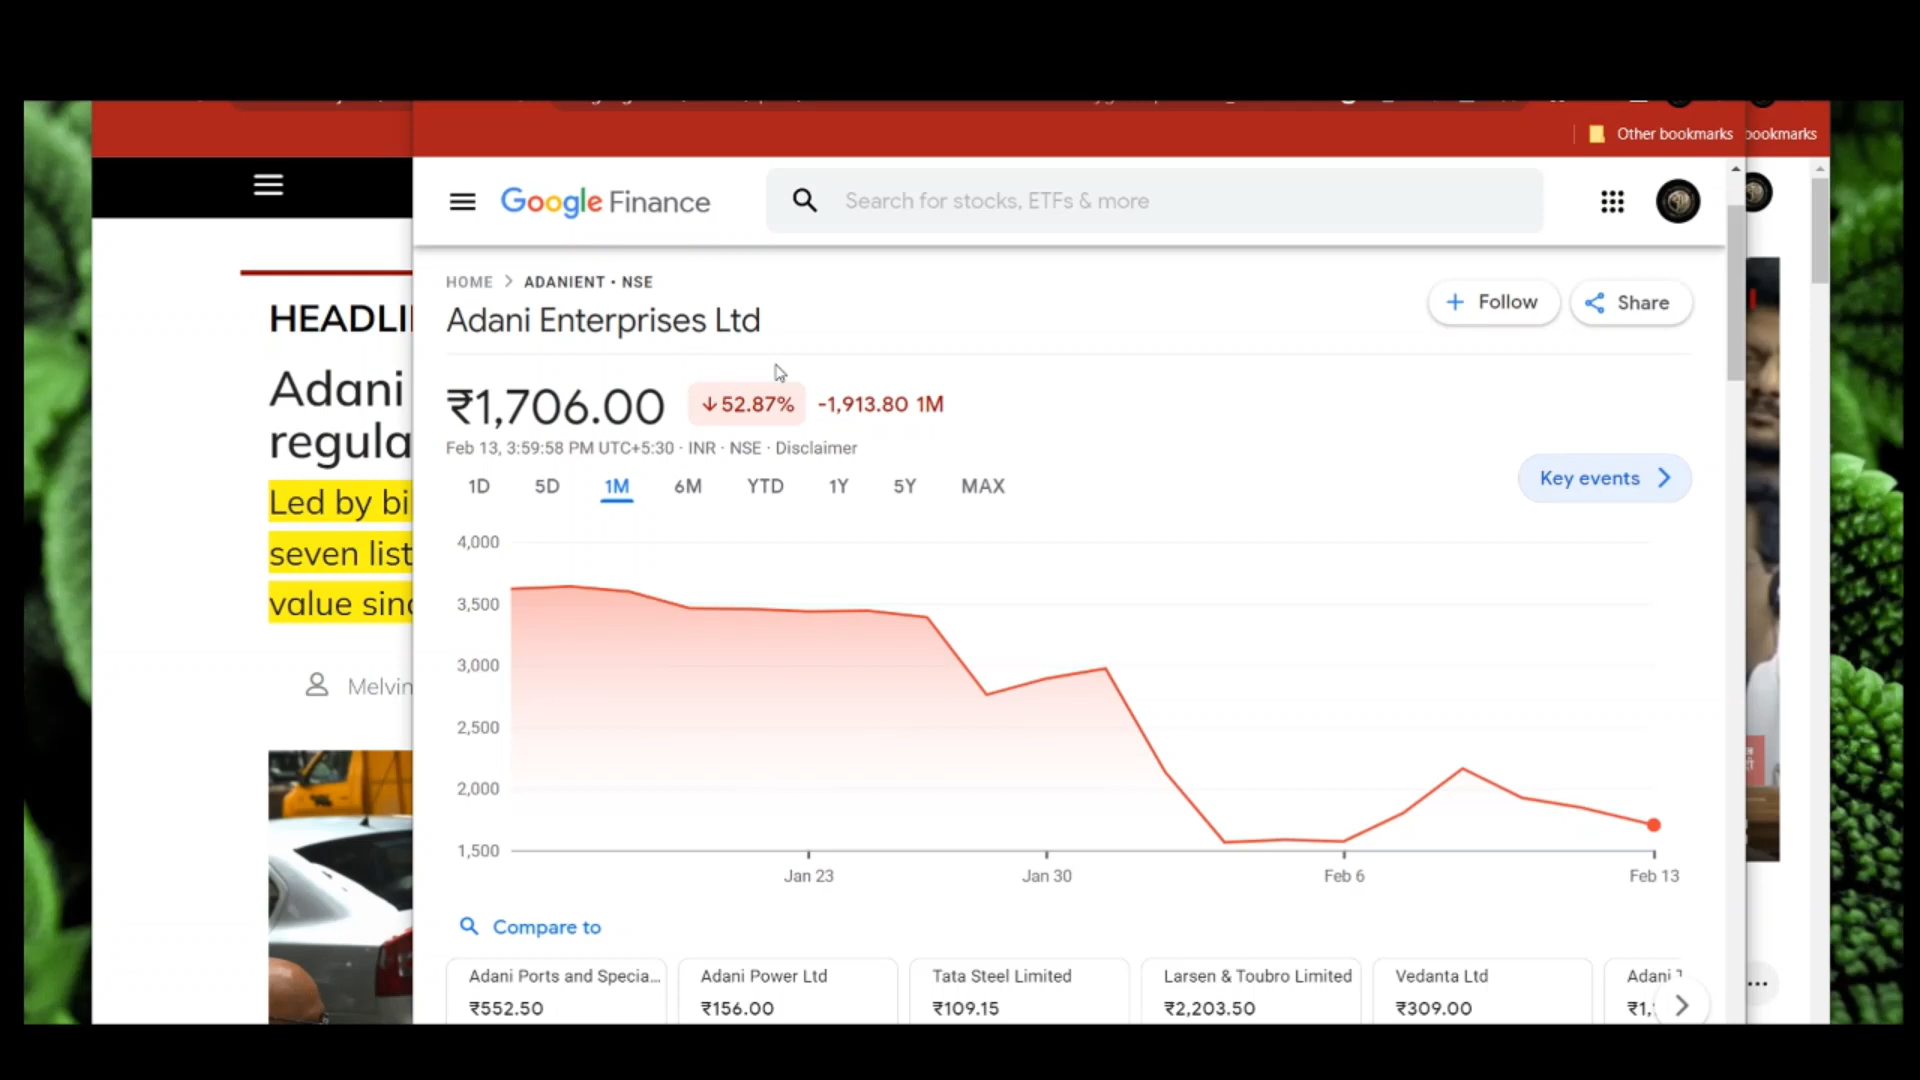 Other bookmarks
bookmarks
Google Finance
Search for stocks, ETFs & more
HOME > ADANIENT • NSE
Adani Enterprises Ltd
+ Follow
Share
₹1,706.00
↓52.87%
-1,913.80 1M
Feb 13, 3:59:58 PM UTC+5:30 · INR · NSE · Disclaimer
1D 5D 1M 6M YTD 1Y 5Y MAX
Key events
4,000
3,500
3,000
2,500
2,000
1,500
Jan 23 Jan 30 Feb 6 Feb 13
Compare to
Adani Ports and Specia...
₹552.50
Adani Power Ltd
₹156.00
Tata Steel Limited
₹109.15
Larsen & Toubro Limited
₹2,203.50
Vedanta Ltd
₹309.00
Adani
₹1,
HEADLI
Adani
regula
Led by bi
seven list
value sinc
Melvin